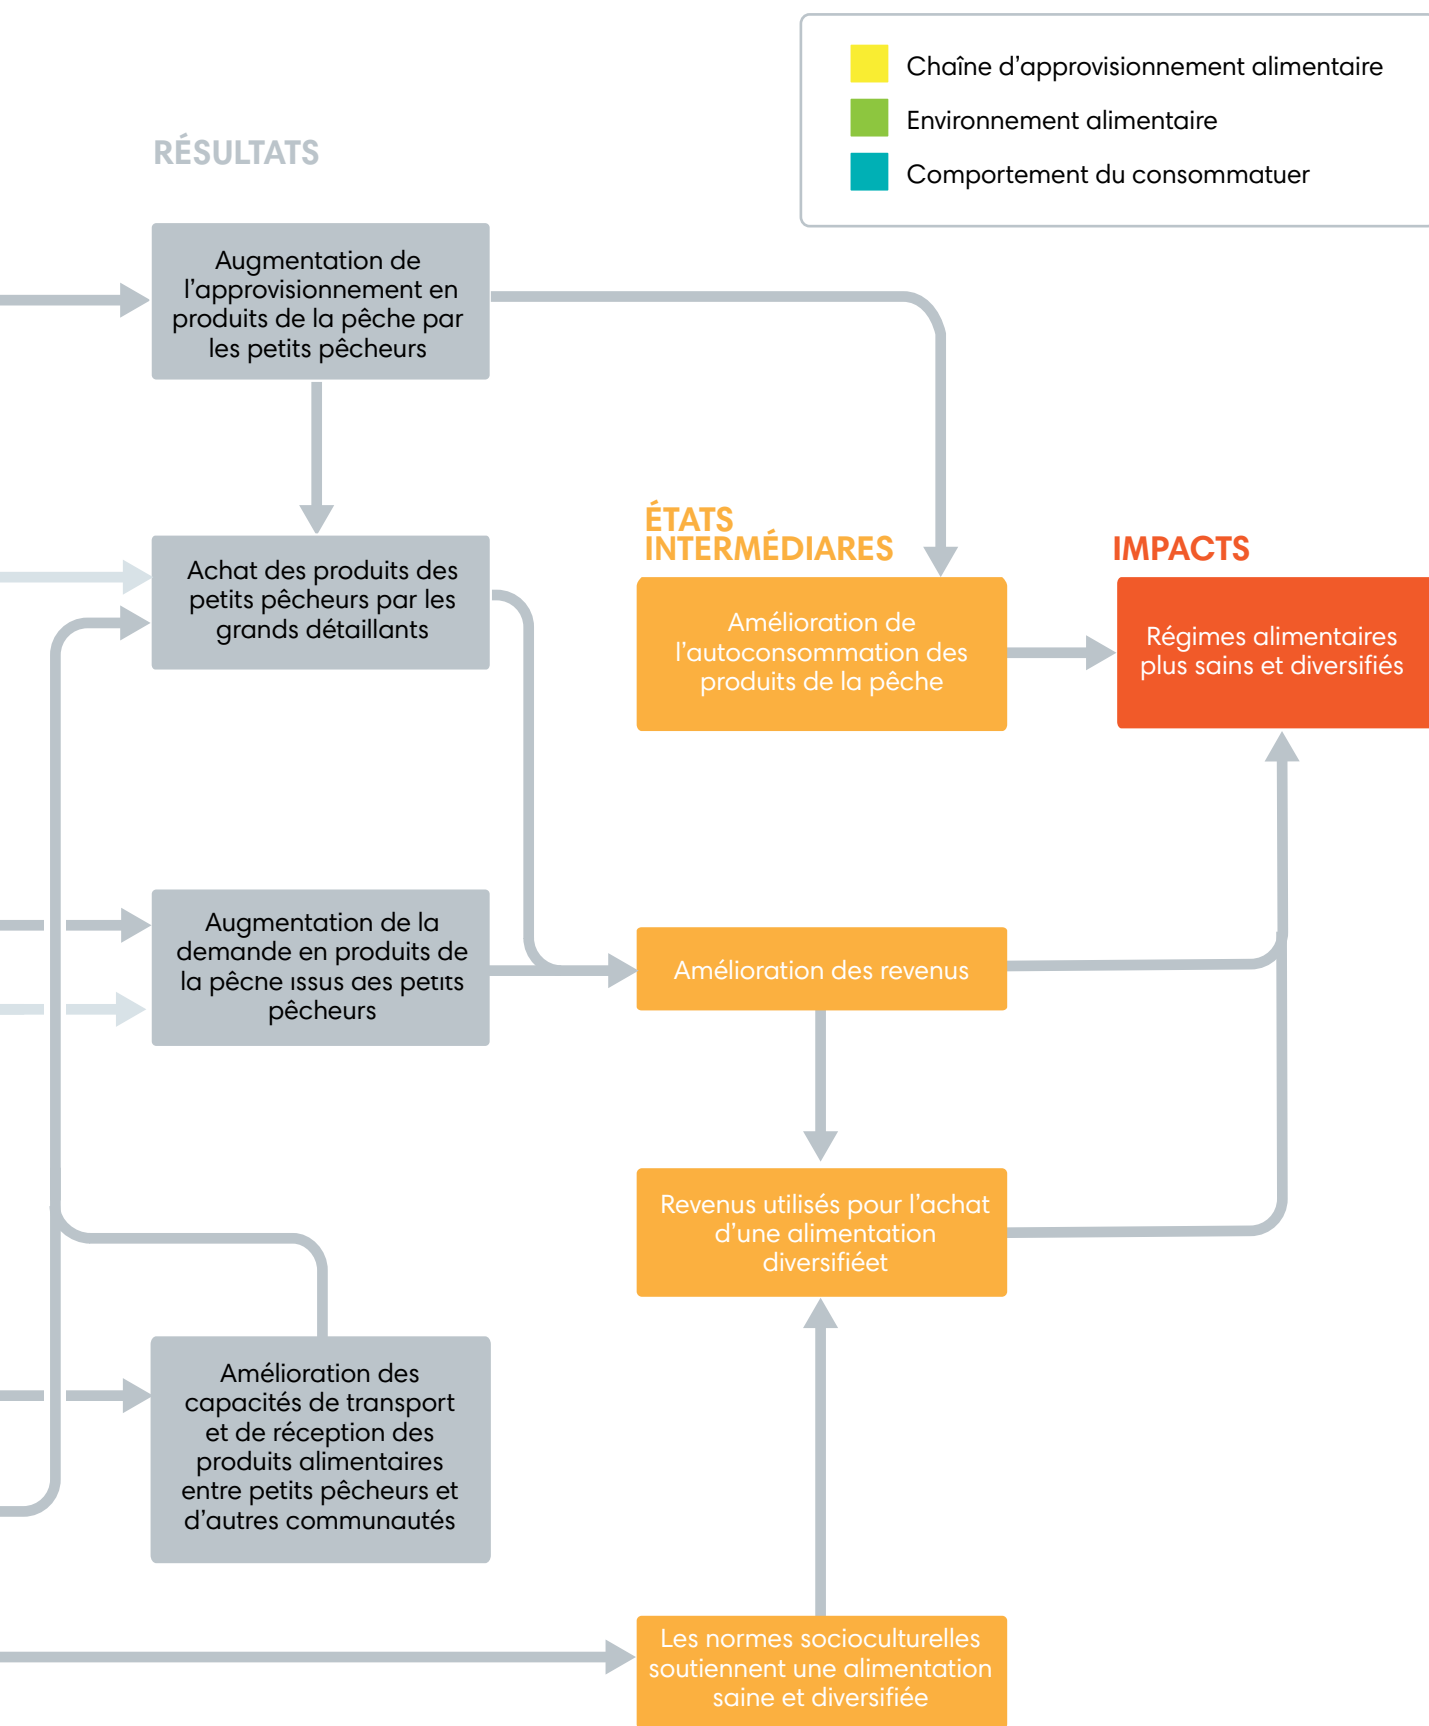 Chaîne d'approvisionnement alimentaire
Environnement alimentaire
Comportement du consommatuer
RÉSULTATS
Augmentation de
l'approvisionnement en
produits de la pêche par
les petits pêcheurs
Achat des produits des
petits pêcheurs par les
grands détaillants
Augmentation de la
demande en produits de
la pêche issus des petits
pêcheurs
Amélioration des
capacités de transport
et de réception des
produits alimentaires
entre petits pêcheurs et
d'autres communautés
ÉTATS
INTERMÉDIARES
Amélioration de
l'autoconsommation des
produits de la pêche
Amélioration des revenus
Revenus utilisés pour l'achat
d'une alimentation
diversifiéet
Les normes socioculturelles
soutiennent une alimentation
saine et diversifiée
IMPACTS
Régimes alimentaires
plus sains et diversifiés